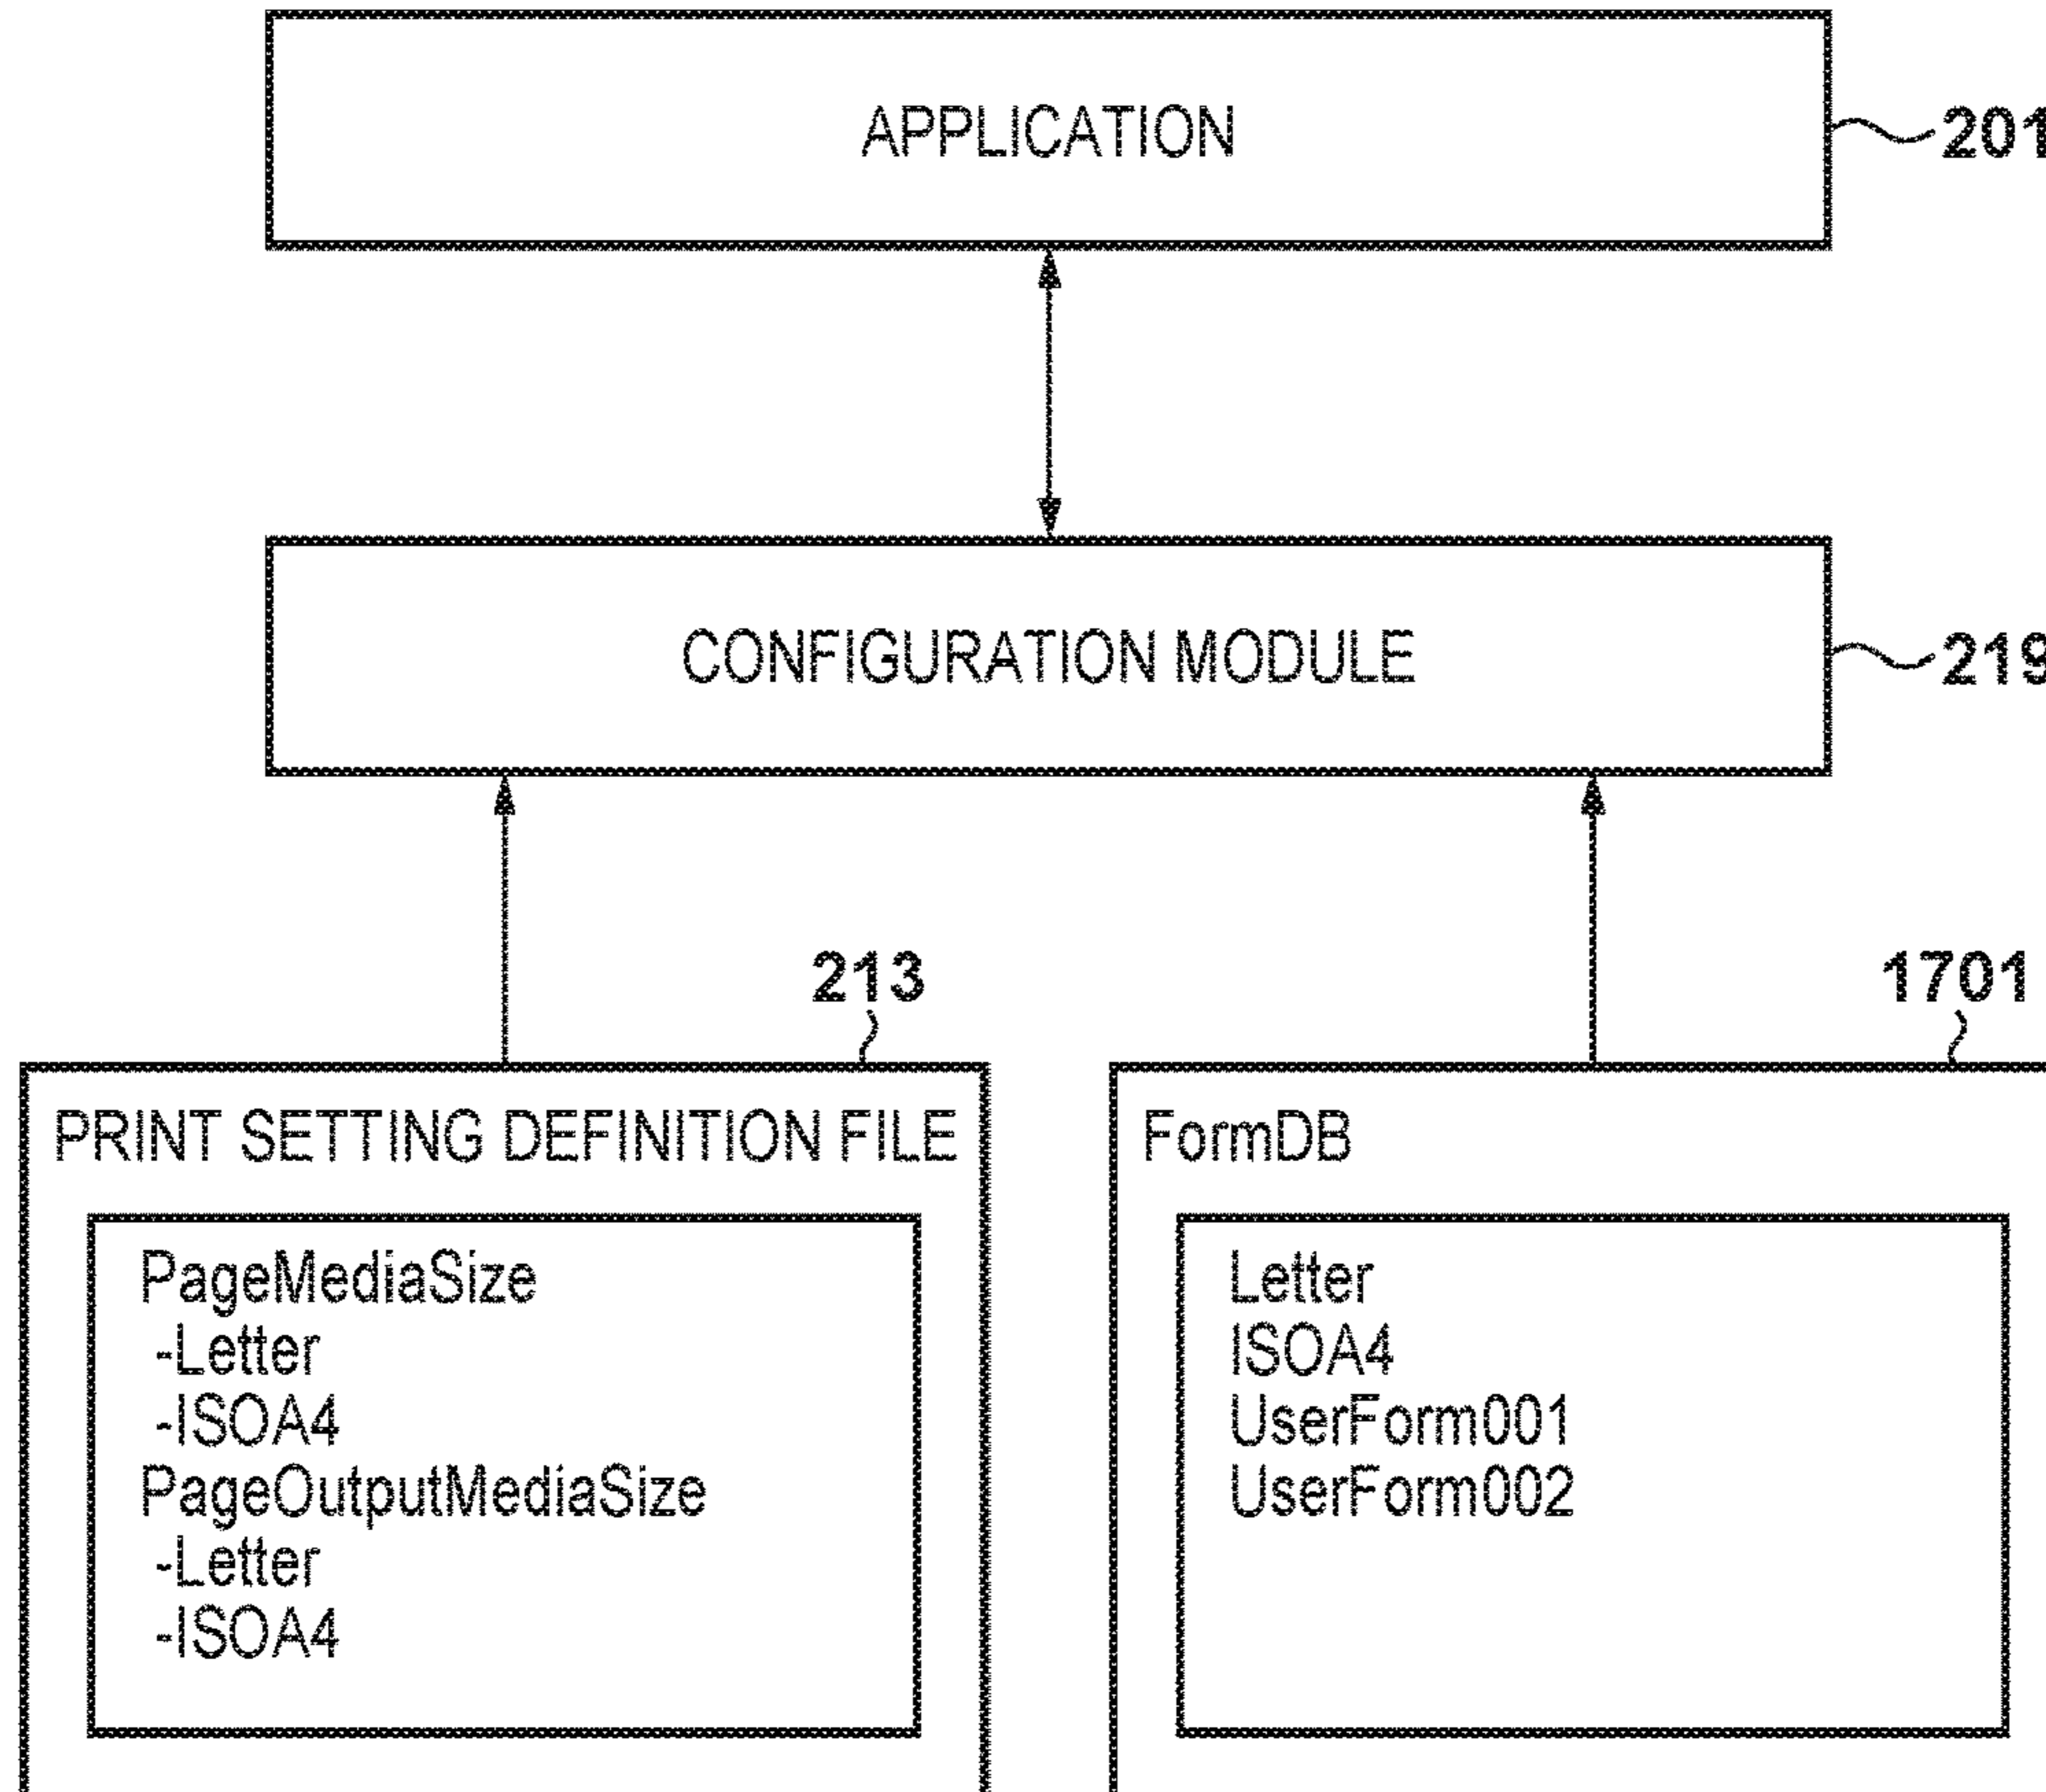 APPLICATION
201
CONFIGURATION MODULE
219
213
1701
PRINT SETTING DEFINITION FILE
PageMediaSize
-Letter
-ISOA4
PageOutputMediaSize
-Letter
-ISOA4
FormDB
Letter
ISOA4
UserForm001
UserForm002